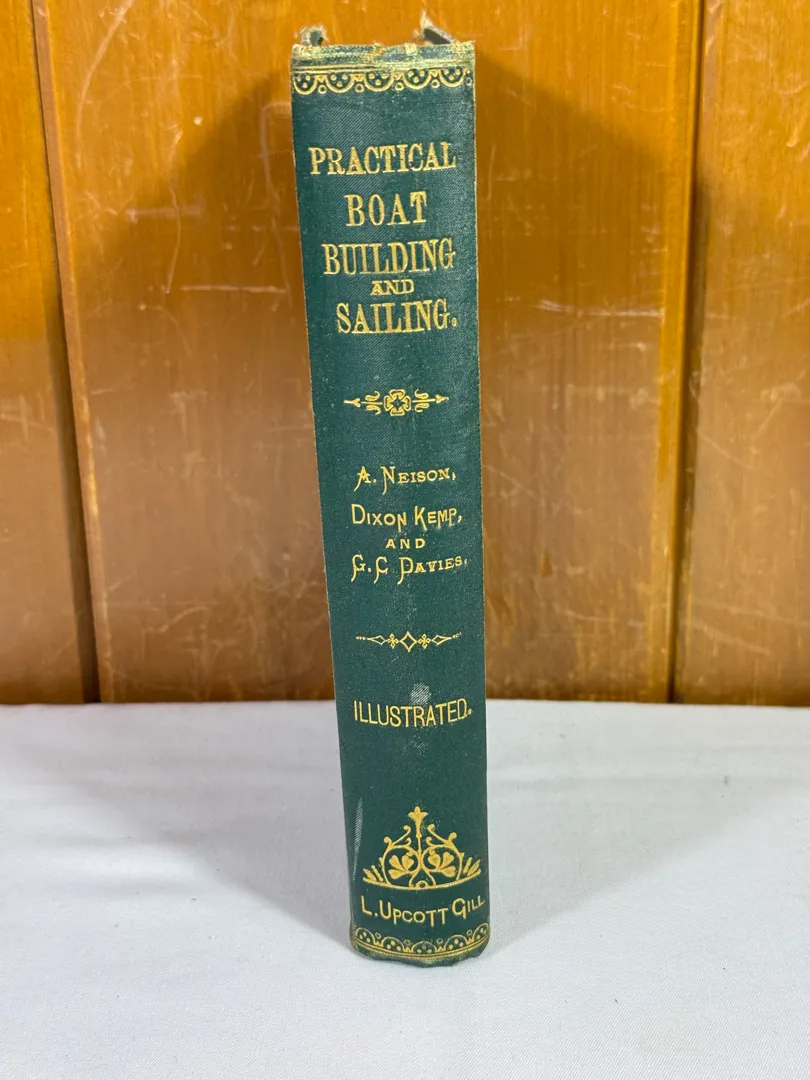 PRACTICAL
BOAT
BUILDING
AND
SAILING.
A. NEISON,
DIXON KEMP,
AND
G. C. DAVIES.
ILLUSTRATED.
L. UPCOTT GILL